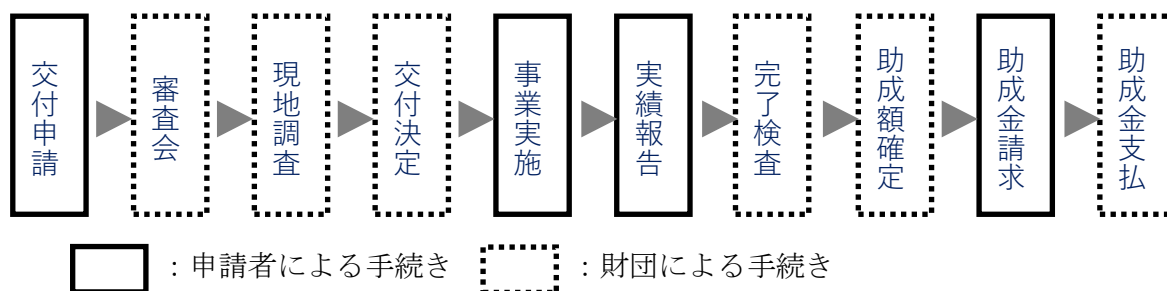 交付申請
審査会
現地調査
交付決定
事業実施
実績報告
完了検査
助成額確定
助成金請求
助成金支払
：申請者による手続き
：財団による手続き